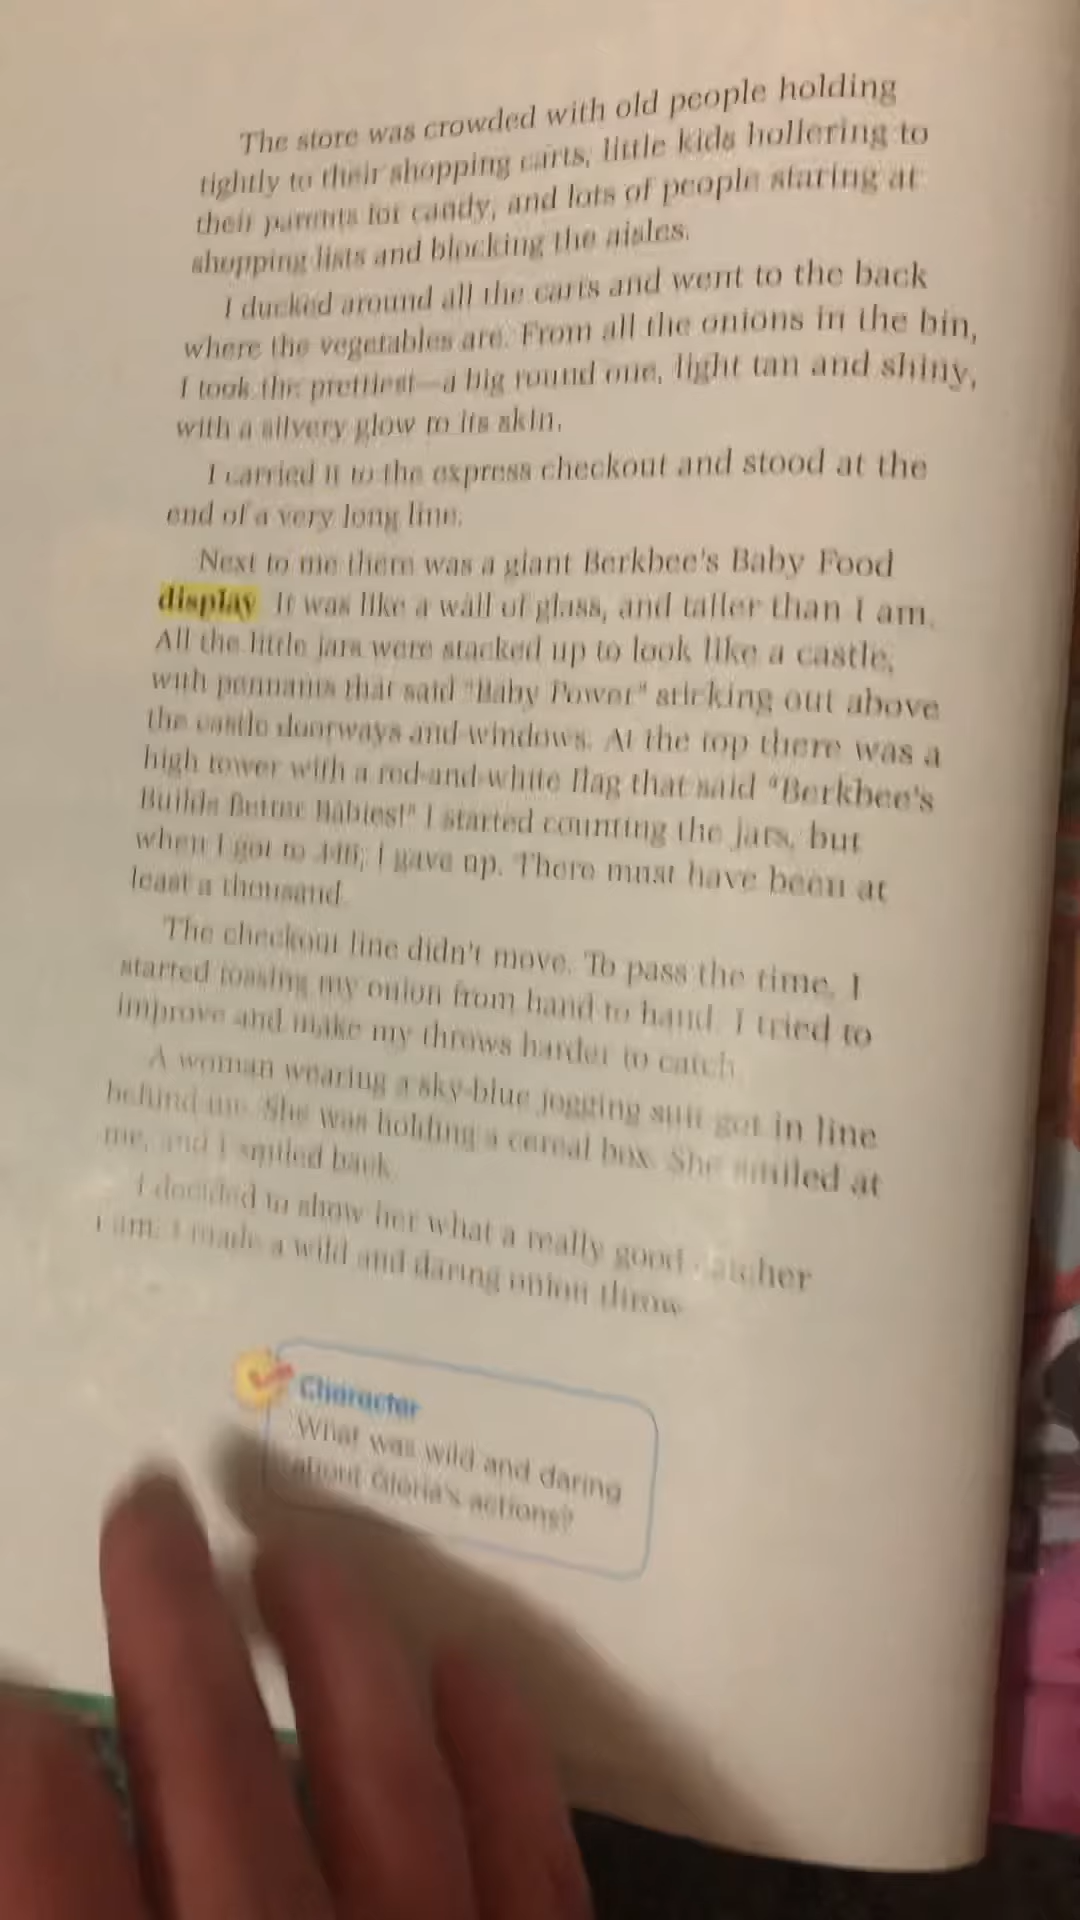 The store was crowded with old people holding
tightly to their shopping carts, little kids hollering to
their parents for candy, and lots of people staring at
shopping lists and blocking the aisles.
I ducked around all the carts and went to the back
where the vegetables are. From all the onions in the bin,
I took the prettiest—a big round one, light tan and shiny,
with a silvery glow to its skin.
I carried it to the express checkout and stood at the
end of a very long line.
Next to me there was a giant Berkbee's Baby Food
display. It was like a wall of glass, and taller than I am.
All the little jars were stacked up to look like a castle,
with pennants that said "Baby Power" sticking out above
the castle doorways and windows. At the top there was a
high tower with a red-and-white flag that said "Berkbee's
Builds Better Babies!" I started counting the jars, but
when I got to I gave up. There must have been at
least a thousand.
The checkout line didn't move. To pass the time, I
started tossing my onion from hand to hand. I tried to
improve and make my throws harder to catch.
A woman wearing a sky-blue jogging suit got in line
behind me. She was holding a cereal box. She smiled at
me, and I smiled back.
I decided to show her what a really good catcher
I am. I made a wild and daring onion throw.
Character
What was wild and daring
about Gloria's actions?